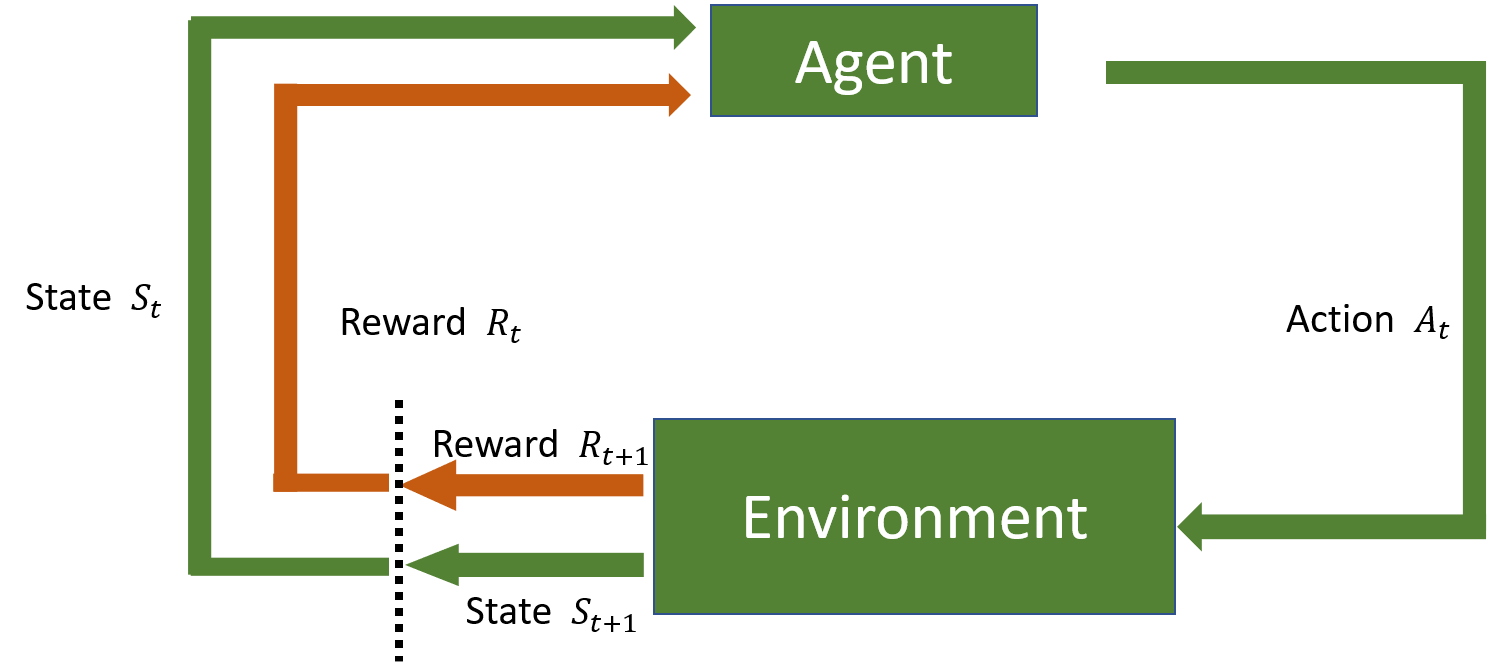 Agent
State S_t
Reward R_t
Action A_t
Reward R_{t+1}
Environment
State S_{t+1}